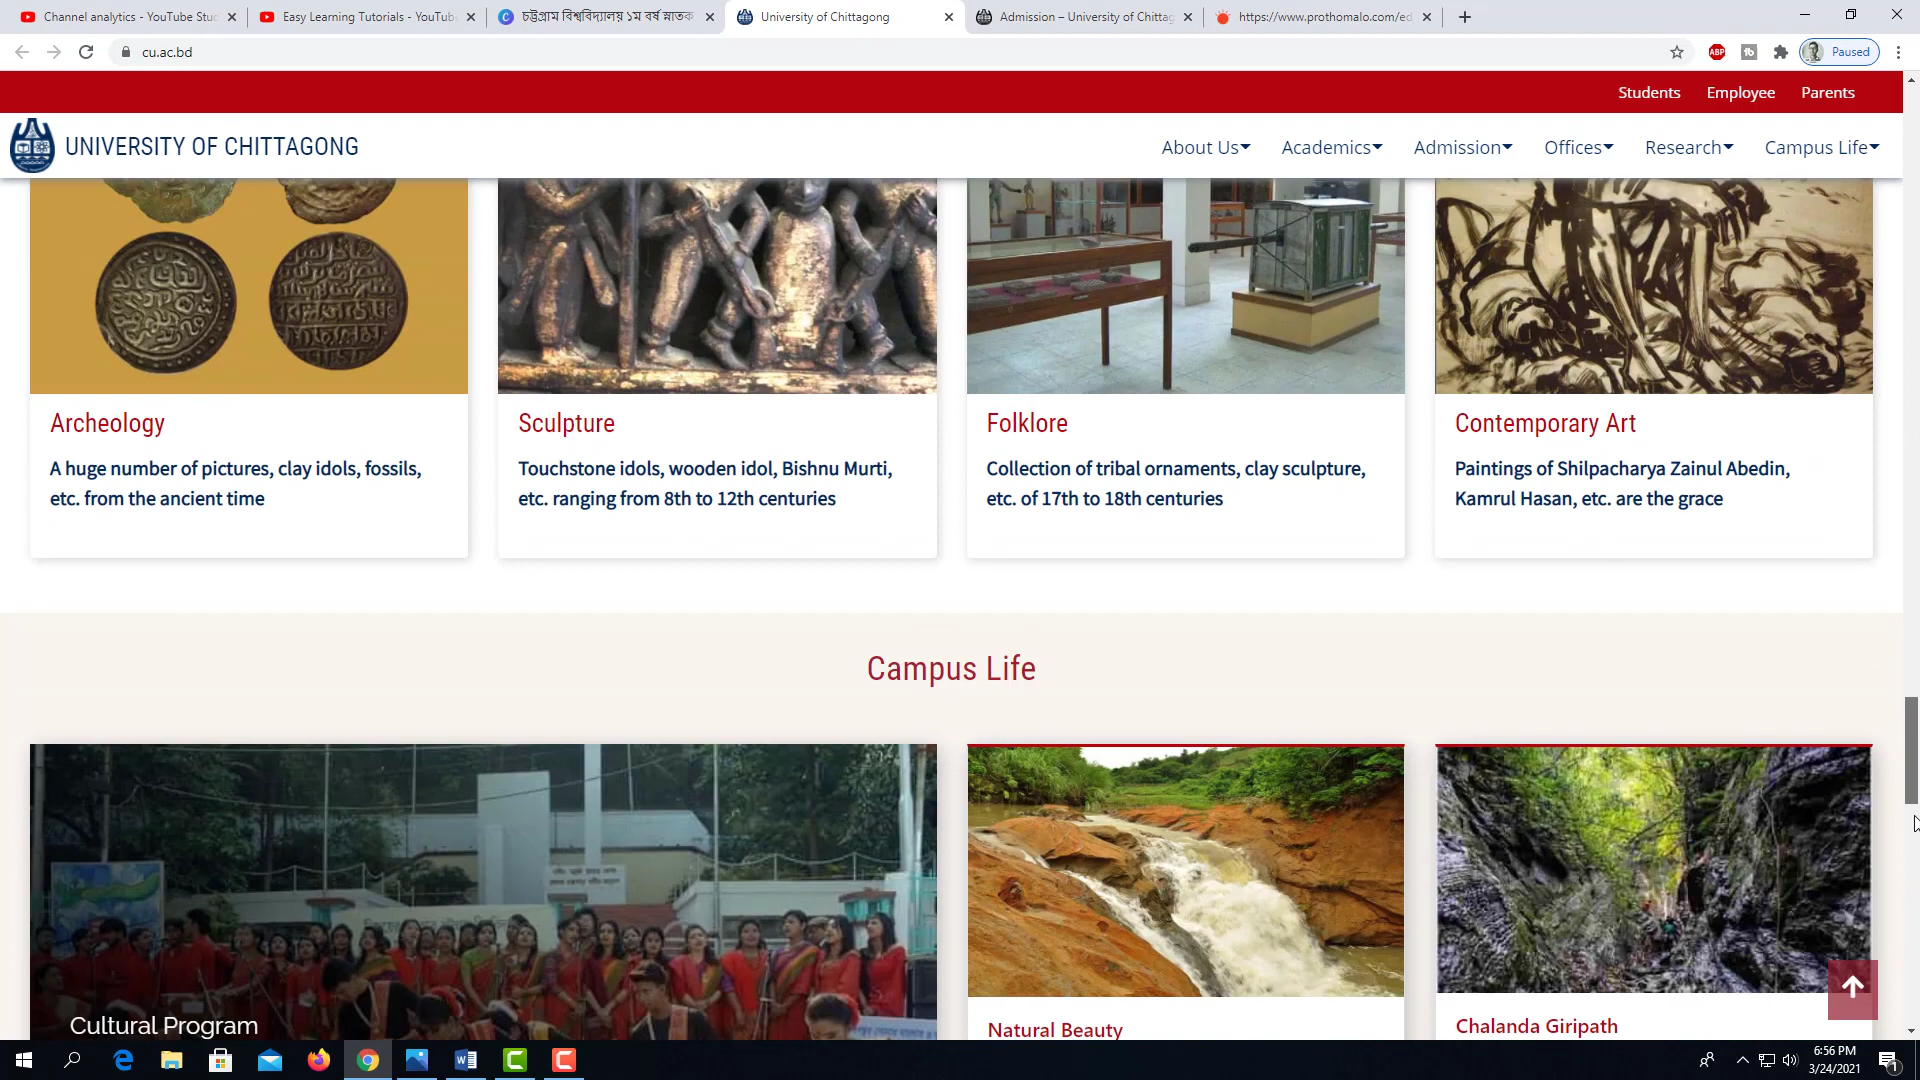 Channel analytics - YouTube Stuc
Easy Learning Tutorials - YouTube
চট্টগ্রাম বিশ্ববিদ্যালয় ১ম বর্ষ স্নাতক
University of Chittagong
Admission – University of Chittag
https://www.prothomalo.com/ed
cu.ac.bd
ABP
Paused
Students Employee Parents
UNIVERSITY OF CHITTAGONG
About Us Academics Admission Offices Research Campus Life
Archeology
A huge number of pictures, clay idols, fossils,
etc. from the ancient time
Sculpture
Touchstone idols, wooden idol, Bishnu Murti,
etc. ranging from 8th to 12th centuries
Folklore
Collection of tribal ornaments, clay sculpture,
etc. of 17th to 18th centuries
Contemporary Art
Paintings of Shilpacharya Zainul Abedin,
Kamrul Hasan, etc. are the grace
Campus Life
Cultural Program
Natural Beauty
Chalanda Giripath
6:56 PM
3/24/2021
1